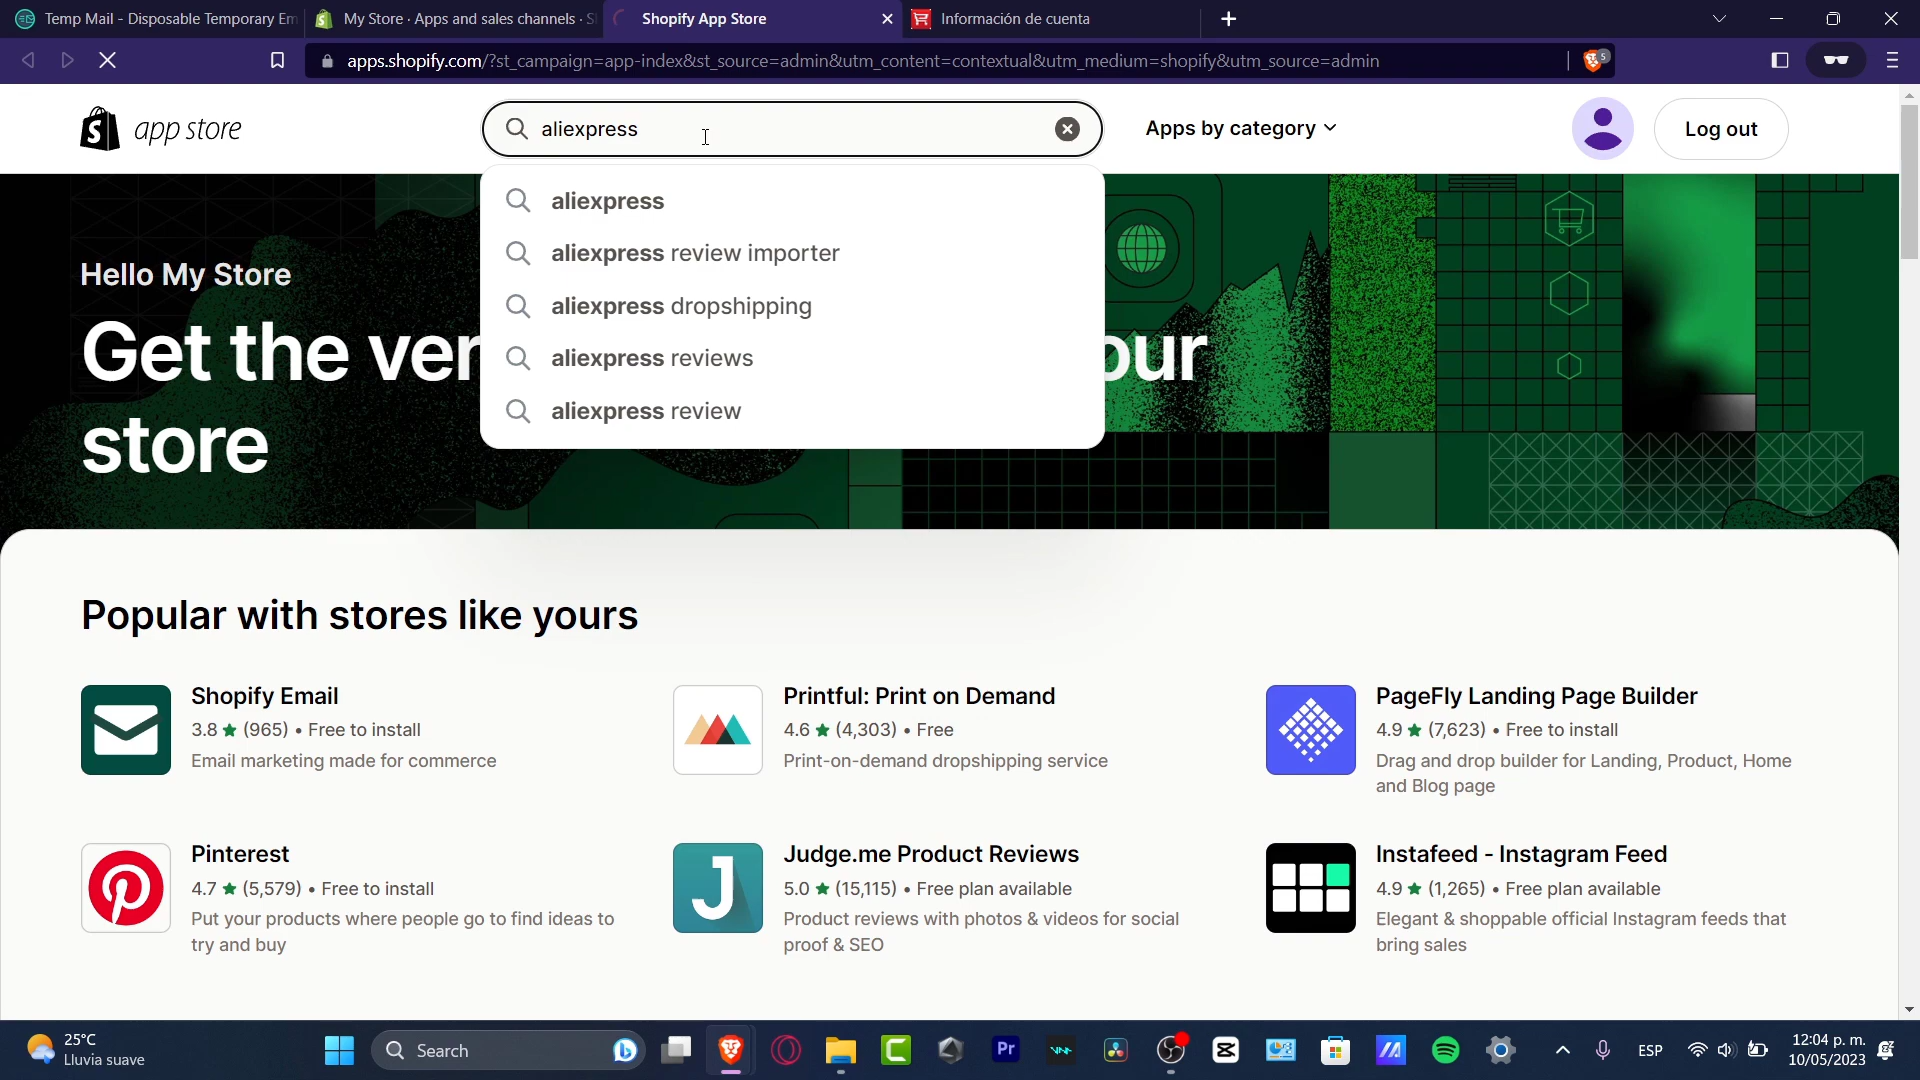 Temp Mail - Disposable Temporary Em
My Store · Apps and sales channels · S
Shopify App Store
Información de cuenta
apps.shopify.com/?st_campaign=app-index&st_source=admin&utm_content=contextual&utm_medium=shopify&utm_source=admin
5
app store
aliexpress
Apps by category
Log out
aliexpress
aliexpress review importer
aliexpress dropshipping
aliexpress reviews
aliexpress review
Hello My Store
Get the ver
our
store
Popular with stores like yours
Shopify Email
3.8 ★ (965) • Free to install
Email marketing made for commerce
Printful: Print on Demand
4.6 ★ (4,303) • Free
Print-on-demand dropshipping service
PageFly Landing Page Builder
4.9 ★ (7,623) • Free to install
Drag and drop builder for Landing, Product, Home
and Blog page
Pinterest
4.7 ★ (5,579) • Free to install
Put your products where people go to find ideas to
try and buy
Judge.me Product Reviews
5.0 ★ (15,115) • Free plan available
Product reviews with photos & videos for social
proof & SEO
Instafeed - Instagram Feed
4.9 ★ (1,265) • Free plan available
Elegant & shoppable official Instagram feeds that
bring sales
25°C
Lluvia suave
Search
Pr
ESP
12:04 p. m.
10/05/2023